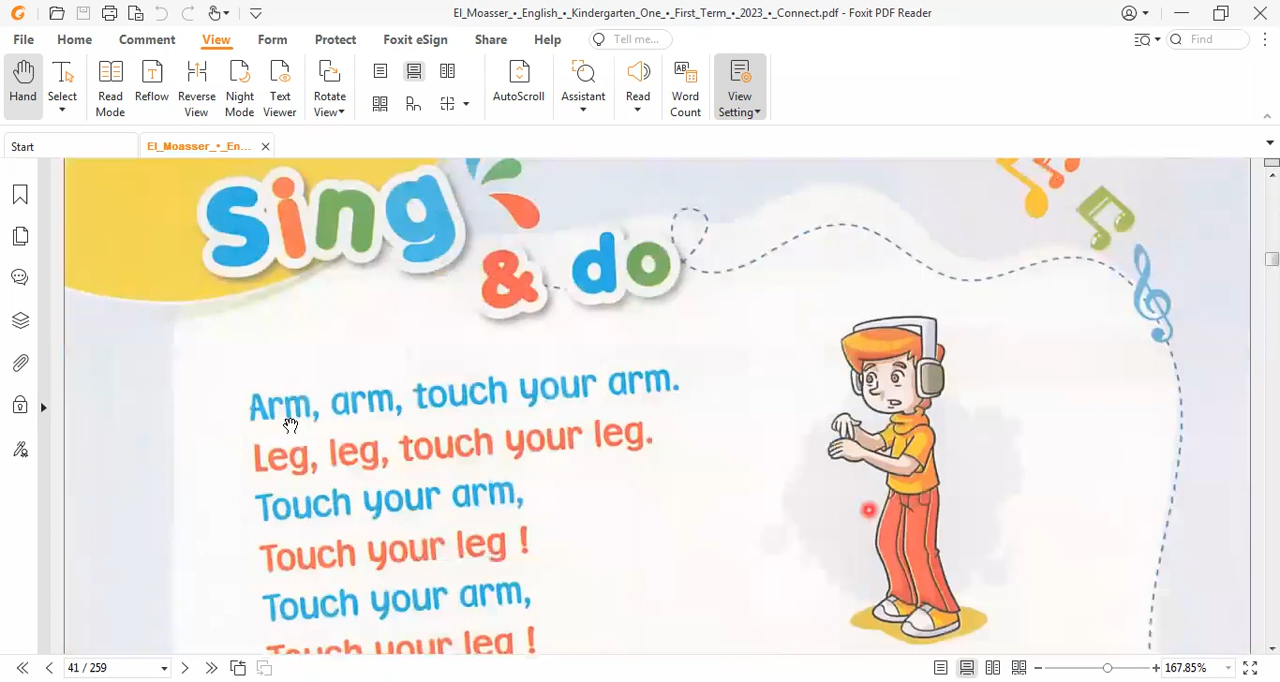 El_Moasser_•_English_•_Kindergarten_One_•_First_Term_•_2023_•_Connect.pdf - Foxit PDF Reader
File Home Comment View Form Protect Foxit eSign Share Help Tell me... Find
Hand Select Read Mode Reflow Reverse View Night Mode Text Viewer Rotate View AutoScroll Assistant Read Word Count View Setting
Start El_Moasser_•_En...
Sing
& do
Arm, arm, touch your arm.
Leg, leg, touch your leg.
Touch your arm,
Touch your leg !
Touch your arm,
Touch your leg !
41 / 259 167.85%